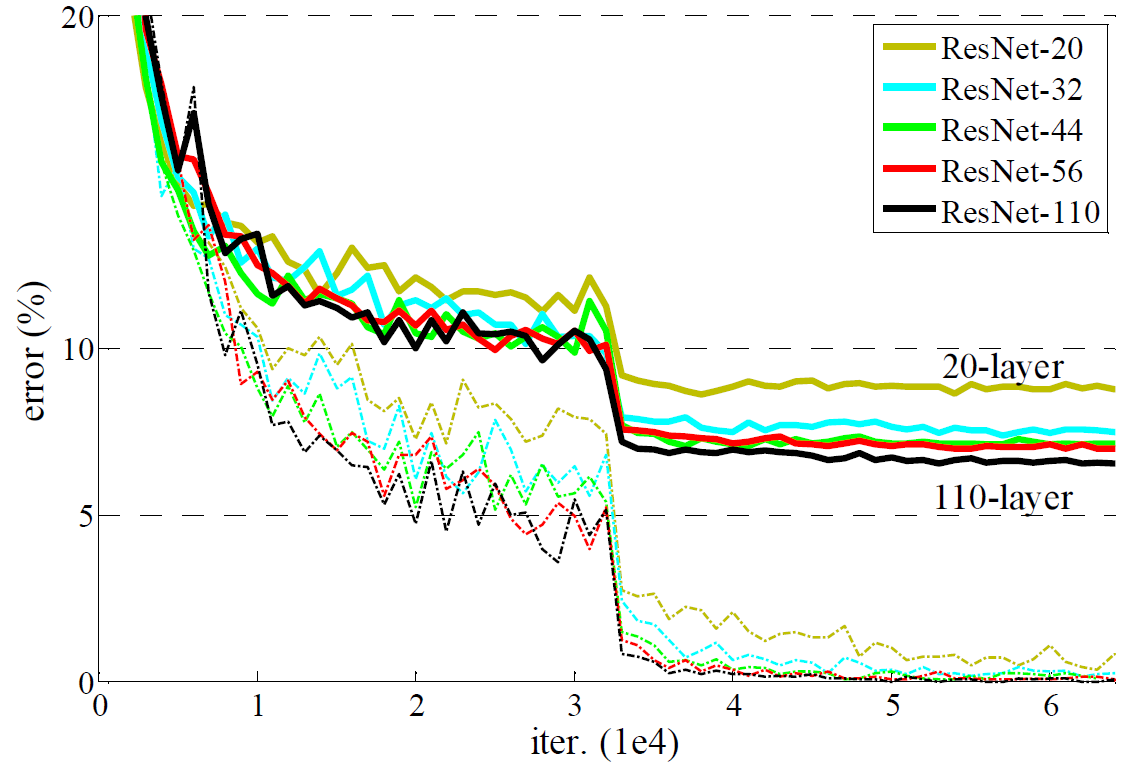 20
10
5
0
error (%)
0
1
2
3
4
5
6
iter. (1e4)
ResNet-20
ResNet-32
ResNet-44
ResNet-56
ResNet-110
20-layer
110-layer